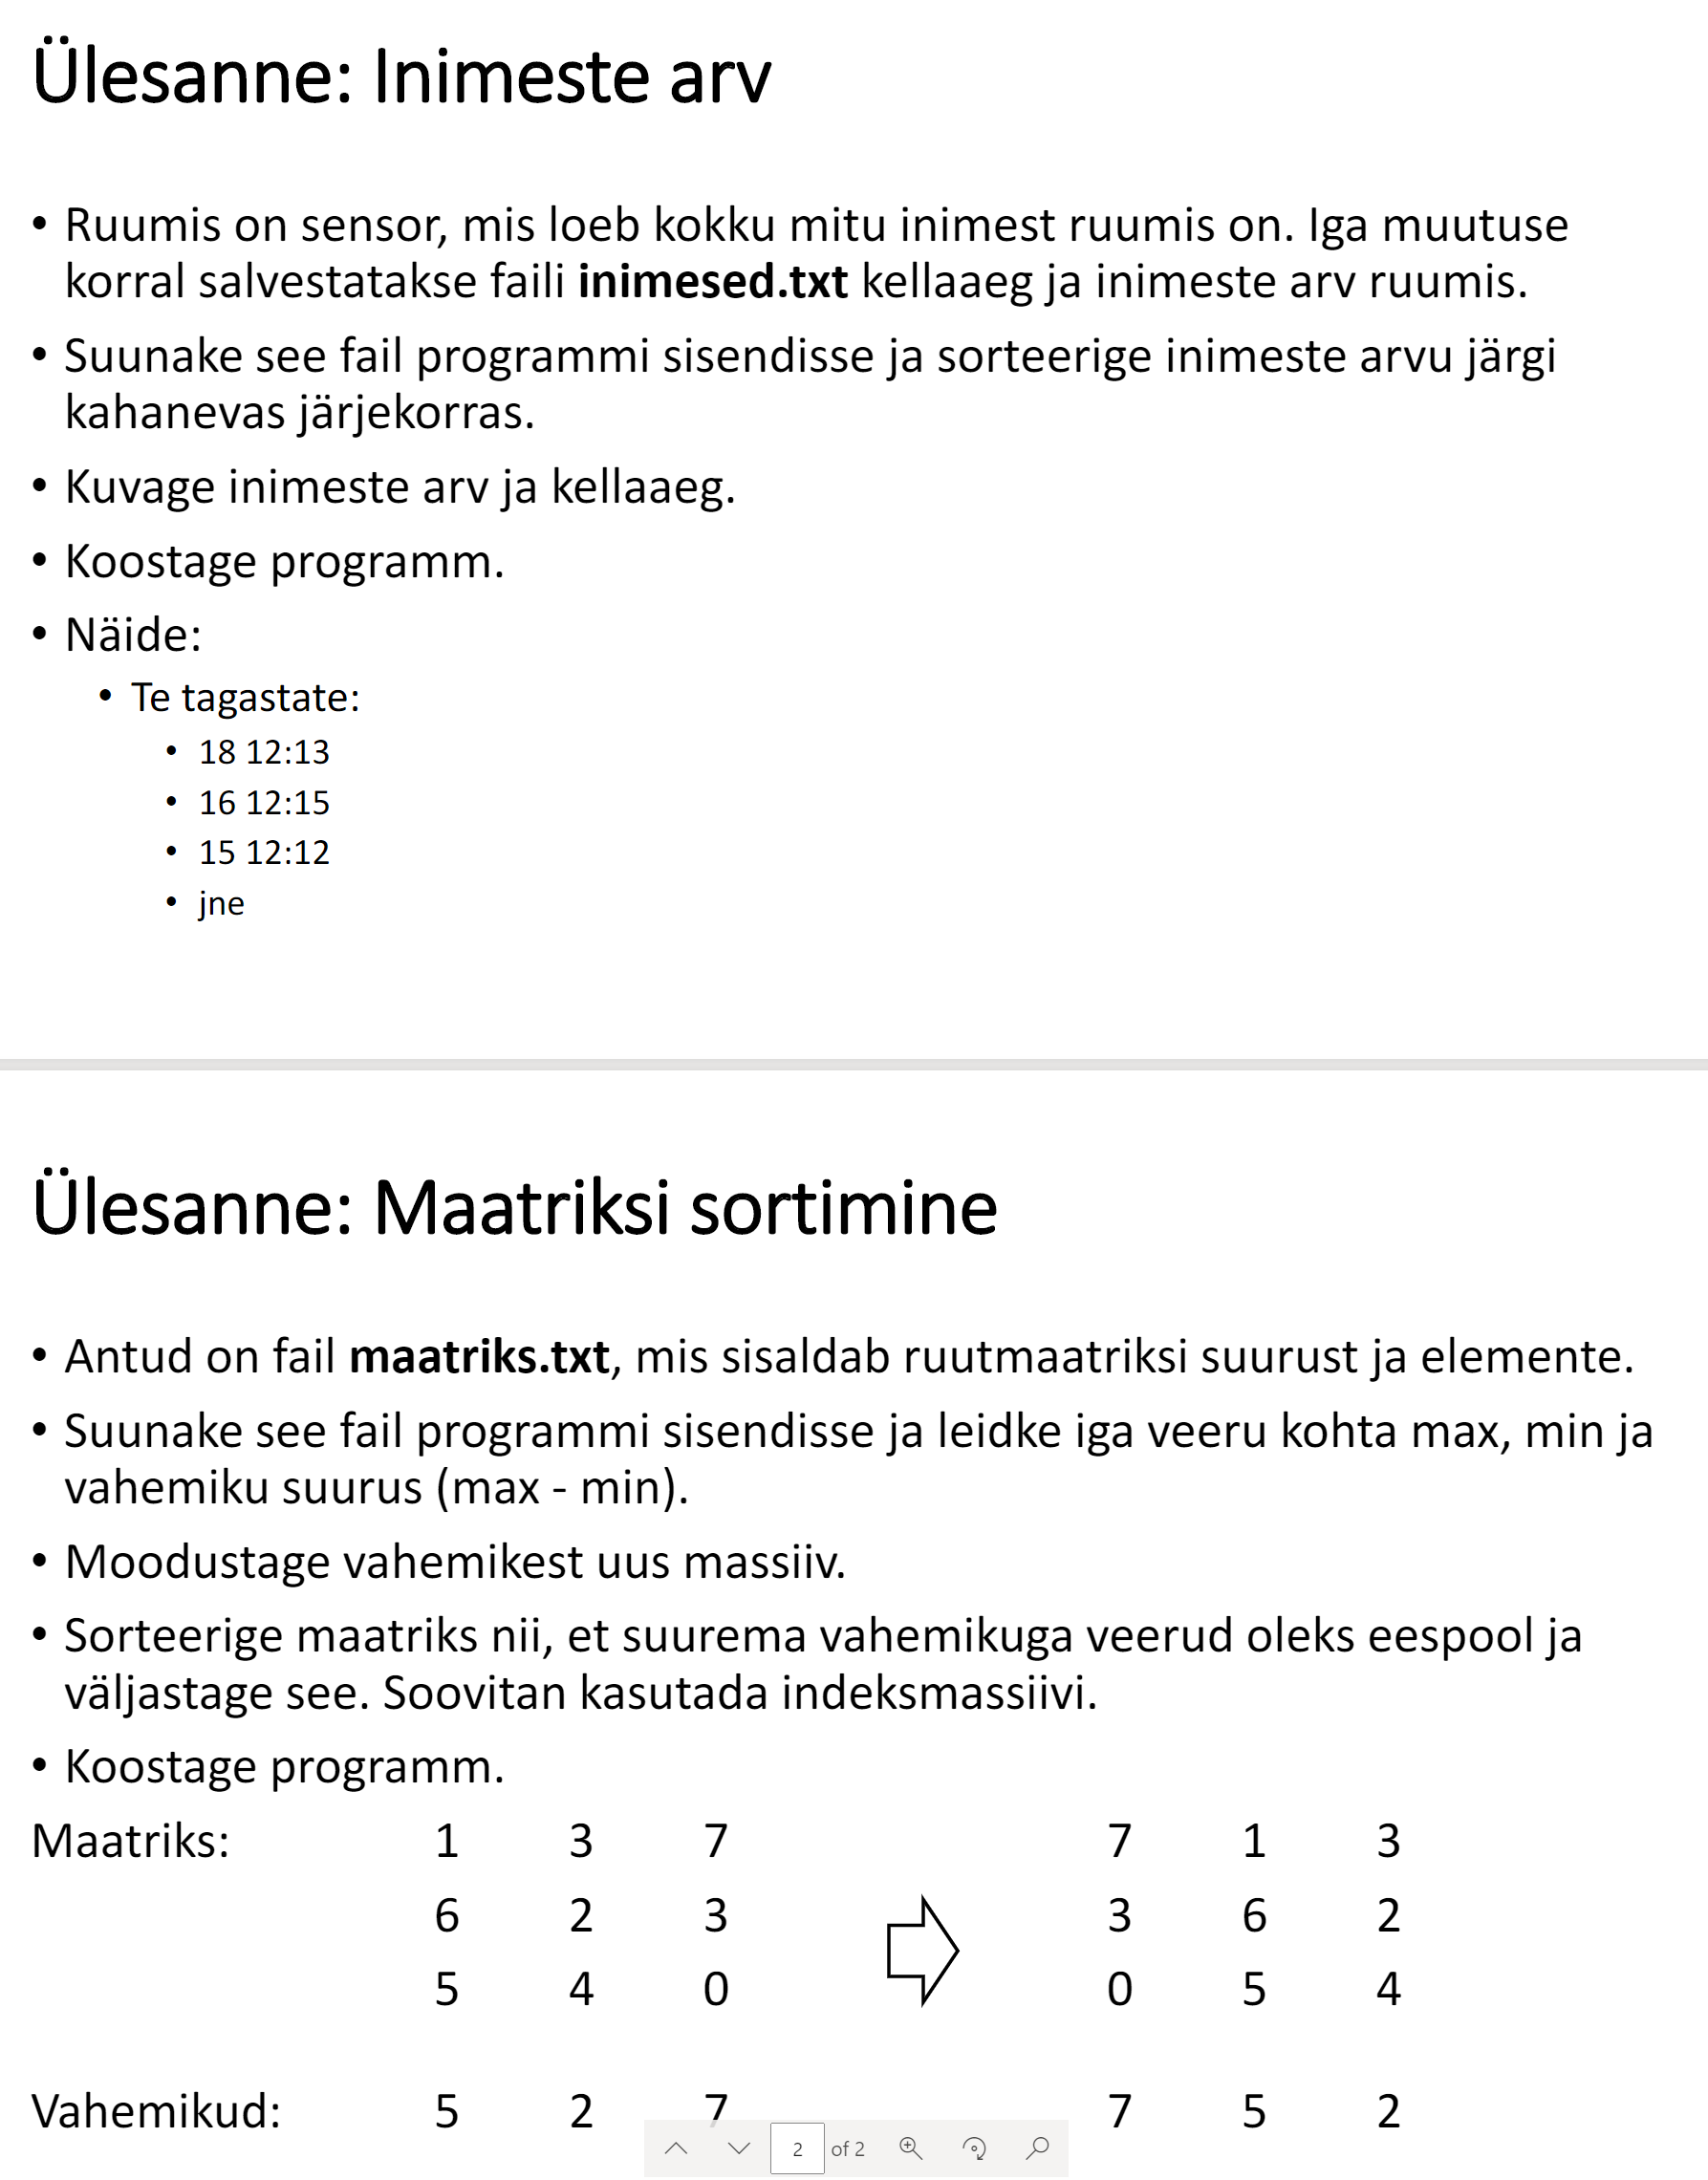 Ülesanne: Inimeste arv
• Ruumis on sensor, mis loeb kokku mitu inimest ruumis on. Iga muutuse
korral salvestatakse faili inimesed.txt kellaaeg ja inimeste arv ruumis.
• Suunake see fail programmi sisendisse ja sorteerige inimeste arvu järgi
kahanevas järjekorras.
• Kuvage inimeste arv ja kellaaeg.
• Koostage programm.
• Näide:
• Te tagastate:
• 18 12:13
• 16 12:15
• 15 12:12
• jne
Ülesanne: Maatriksi sortimine
• Antud on fail maatriks.txt, mis sisaldab ruutmaatriksi suurust ja elemente.
• Suunake see fail programmi sisendisse ja leidke iga veeru kohta max, min ja
vahemiku suurus (max - min).
• Moodustage vahemikest uus massiiv.
• Sorteerige maatriks nii, et suurema vahemikuga veerud oleks eespool ja
väljastage see. Soovitan kasutada indeksmassiivi.
• Koostage programm.
Maatriks: 1 3 7 7 1 3
6 2 3 3 6 2
5 4 0 0 5 4
Vahemikud: 5 2 7 7 5 2
2 of 2